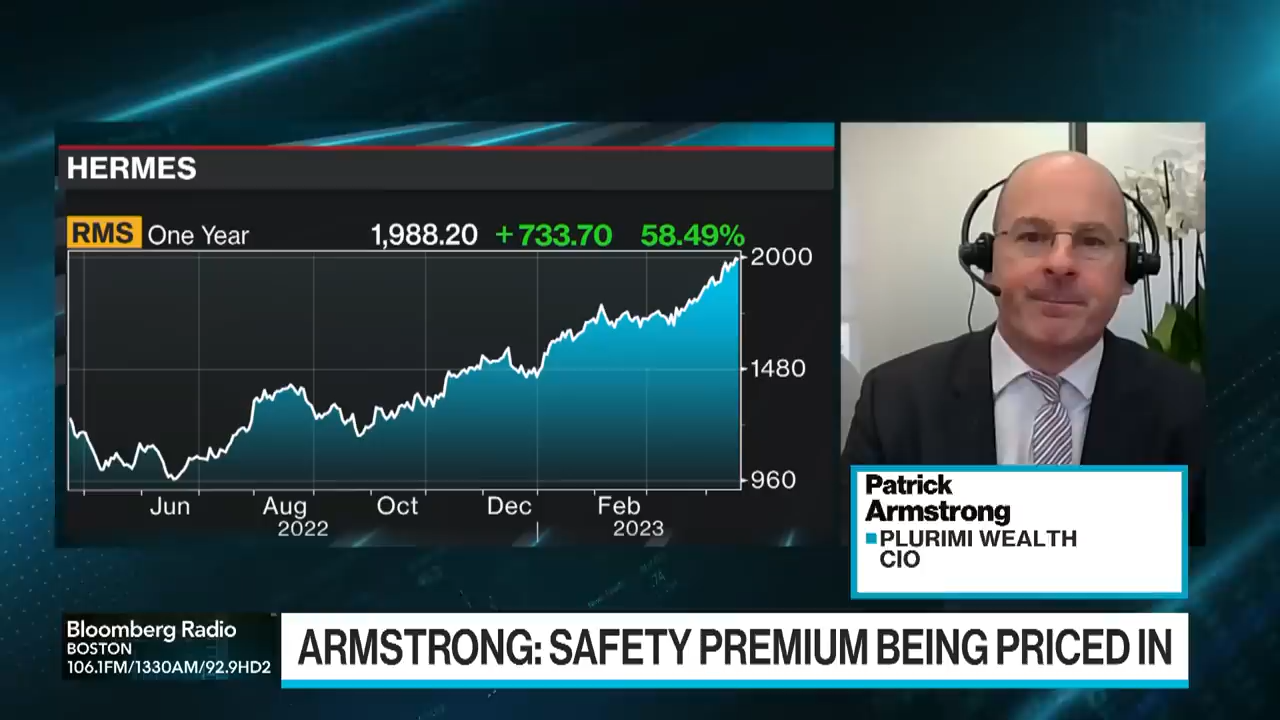 HERMES
RMS One Year 1,988.20 +733.70 58.49%
2000
1480
960
Jun Aug Oct Dec Feb
2022 2023
Patrick
Armstrong
PLURIMI WEALTH
CIO
Bloomberg Radio
BOSTON
106.1FM/1330AM/92.9HD2
ARMSTRONG: SAFETY PREMIUM BEING PRICED IN